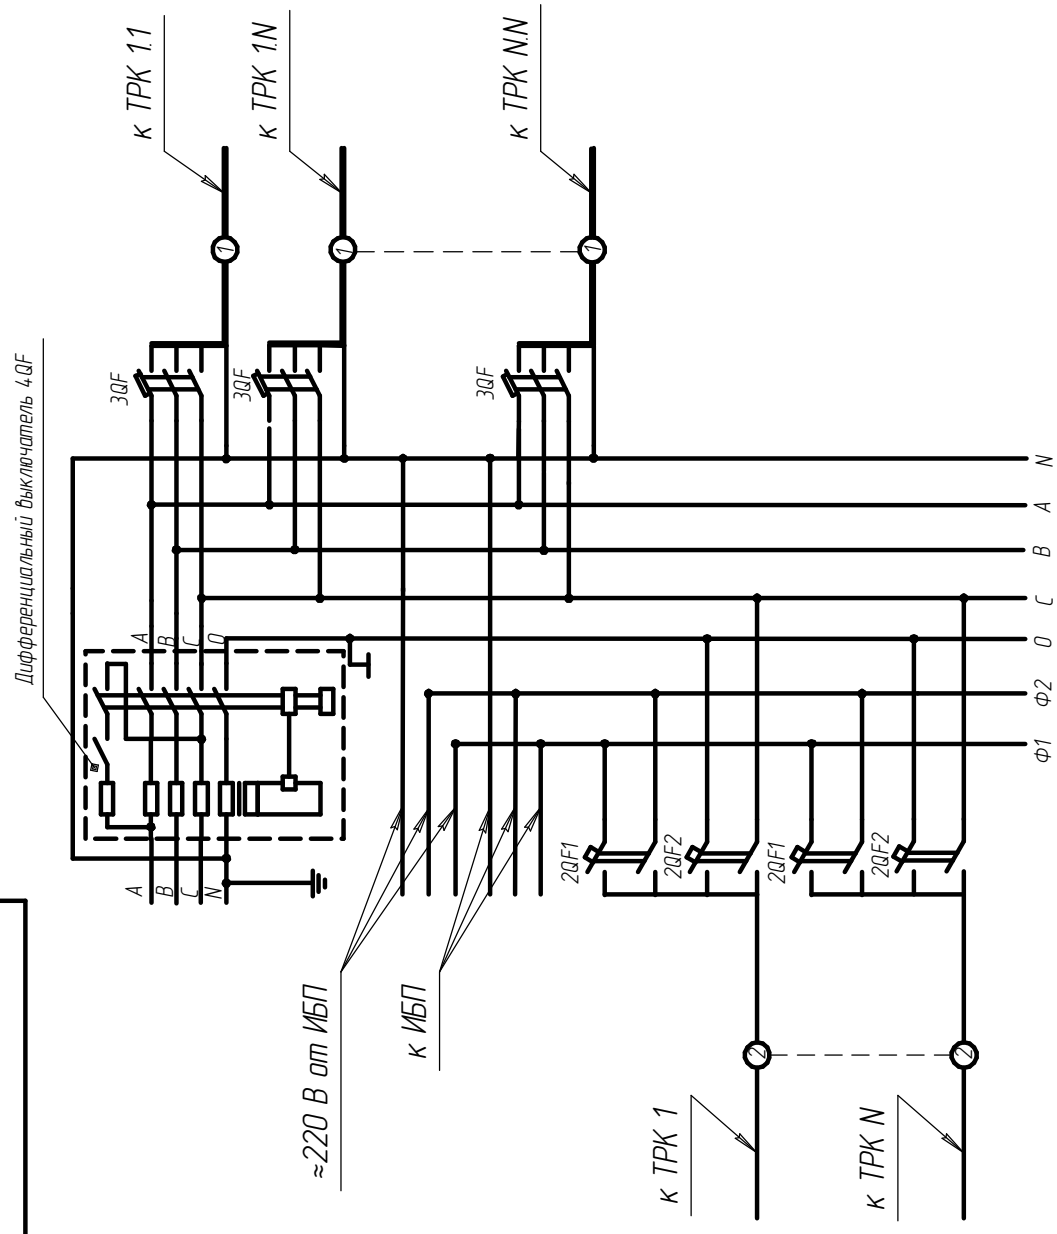 к ТРК 1.1
к ТРК 1.N
к ТРК N.N
1
1
1
Дифференциальный выключатель 4QF
3QF
3QF
3QF
N
A
B
C
0
Ф2
Ф1
A
B
C
0
A
B
C
N
2QF1
2QF2
2QF1
2QF2
≈220 В от ИБП
к ИБП
2
2
к ТРК 1
к ТРК N